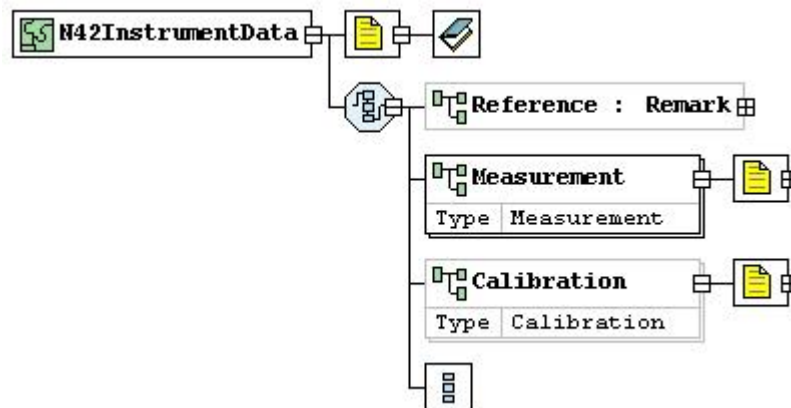 N42InstrumentData
Reference : Remark
Measurement
Type Measurement
Calibration
Type Calibration